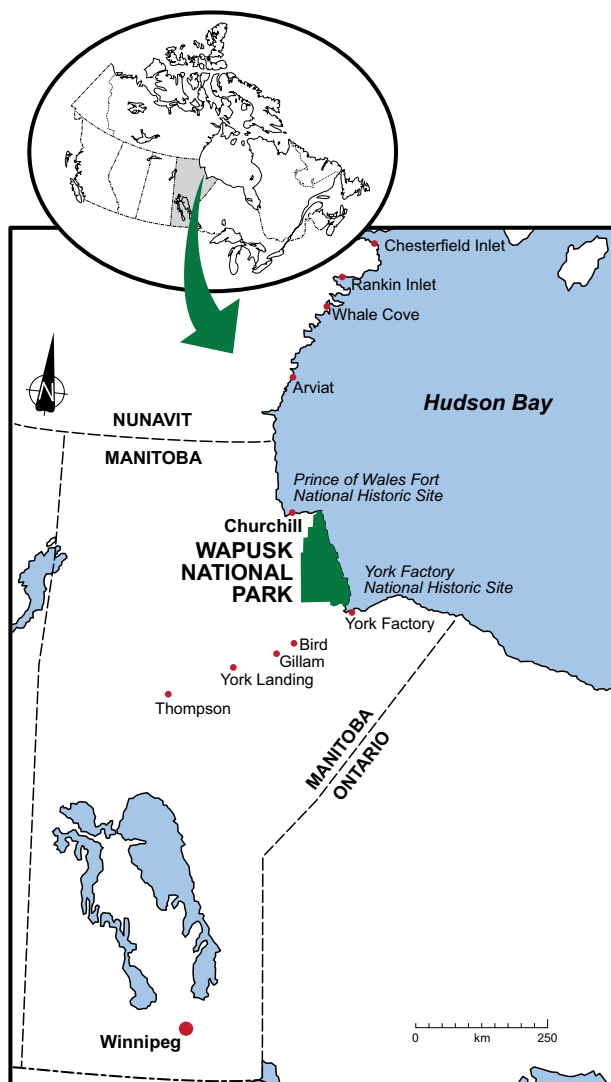 Chesterfield Inlet
Rankin Inlet
Whale Cove
Arviat
Hudson Bay
N
NUNAVIT
MANITOBA
Prince of Wales Fort
National Historic Site
Churchill
WAPUSK
NATIONAL
PARK
York Factory
National Historic Site
York Factory
Bird
Gillam
York Landing
Thompson
MANITOBA
ONTARIO
Winnipeg
0 km 250